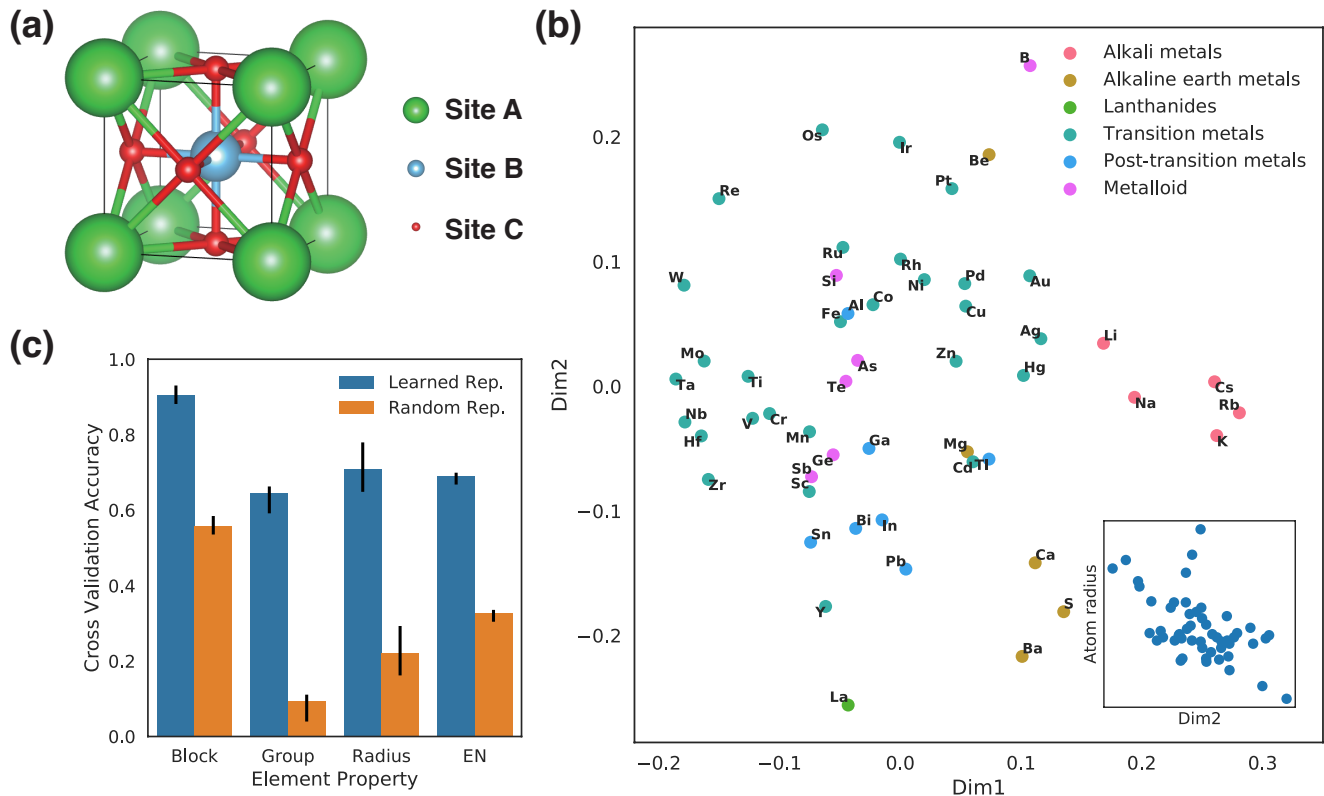 (a)
Site A
Site B
Site C
(b)
Alkali metals
Alkaline earth metals
Lanthanides
Transition metals
Post-transition metals
Metalloid
B
Os
Ir
Be
Pt
Re
Ru
Rh
Si
Ni
Pd
Au
W
Al
Co
Fe
Cu
Ag
Li
Mo
As
Zn
Hg
Ta
Ti
Te
Cs
Na
Rb
Nb
V
Cr
Hf
Mn
Ga
Mg
K
Ge
Cd
Tl
Sb
Zr
Sc
Bi
In
Sn
Pb
Ca
S
Y
Ba
La
0.2
0.1
0.0
−0.1
−0.2
Dim2
−0.2
−0.1
0.0
0.1
0.2
0.3
Dim1
Atom radius
Dim2
(c)
Learned Rep.
Random Rep.
1.0
0.8
0.6
0.4
0.2
0.0
Cross Validation Accuracy
Block
Group
Radius
EN
Element Property